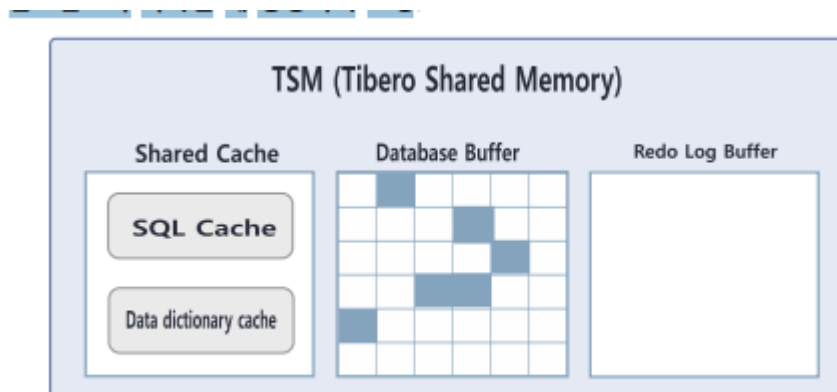 TSM (Tibero Shared Memory)
Shared Cache
Database Buffer
Redo Log Buffer
SQL Cache
Data dictionary cache